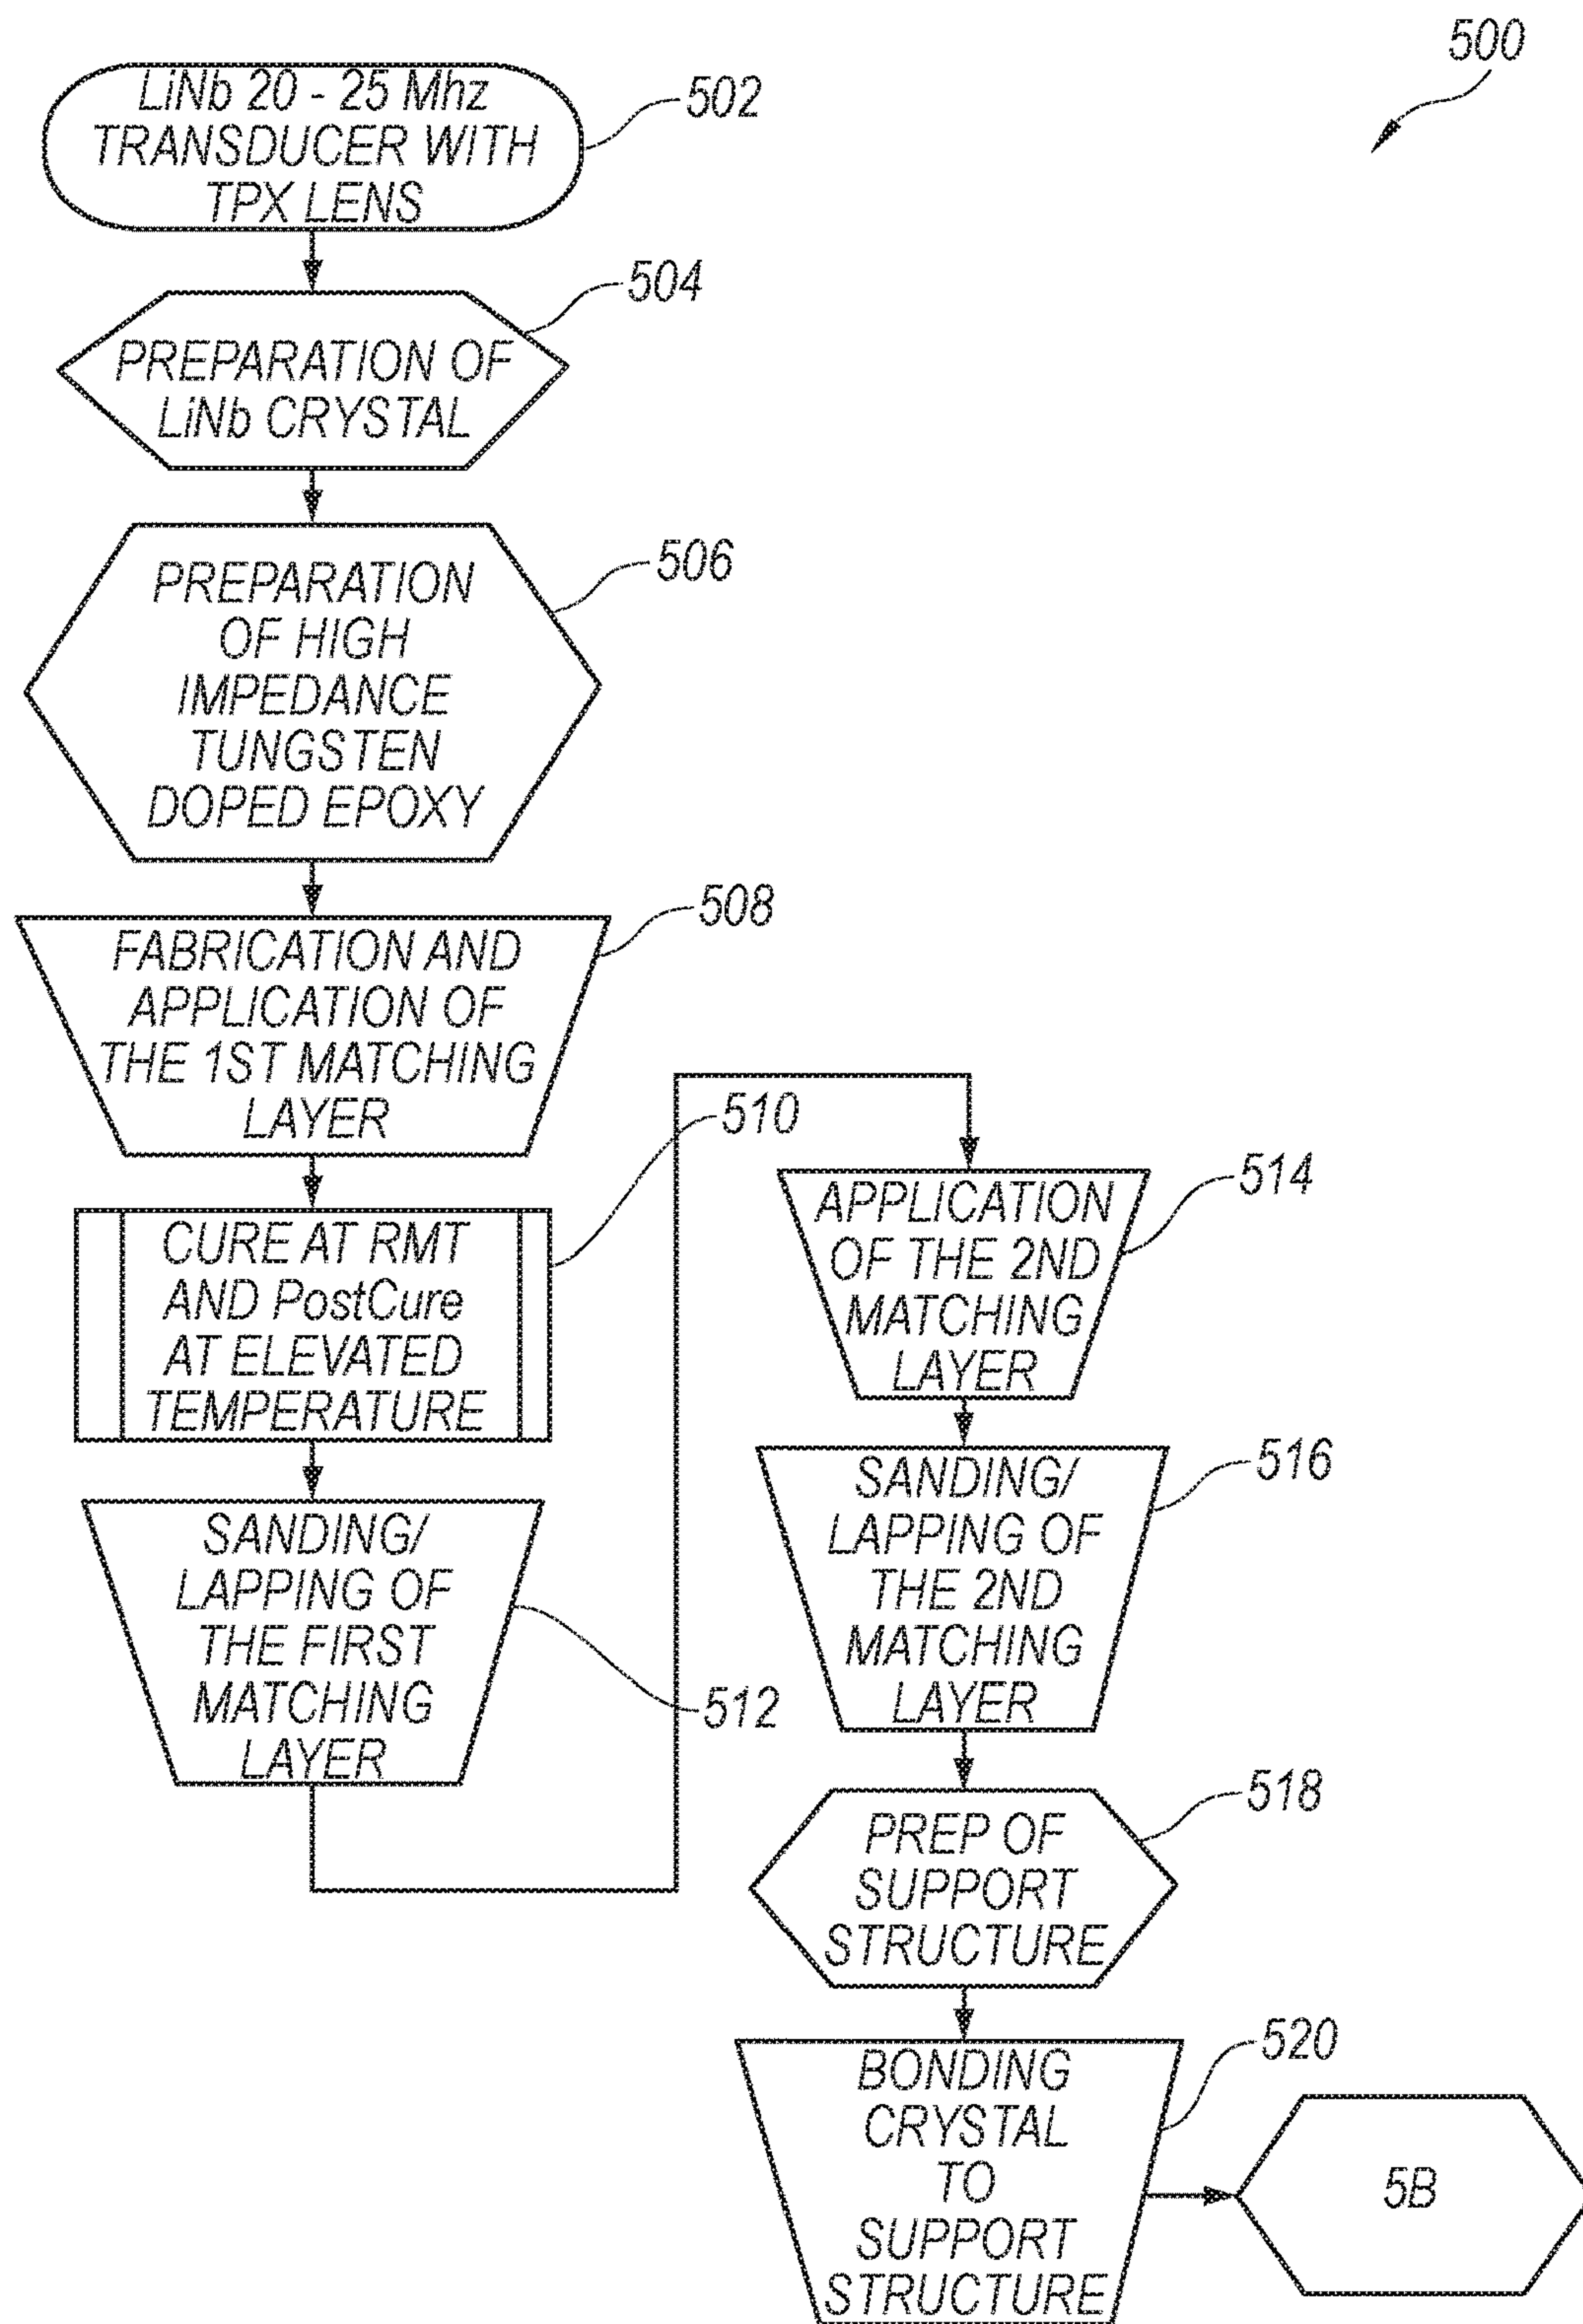 500
LiNb 20 - 25 Mhz
TRANSDUCER WITH
TPX LENS
502
504
PREPARATION OF
LiNb CRYSTAL
506
PREPARATION
OF HIGH
IMPEDANCE
TUNGSTEN
DOPED EPOXY
508
FABRICATION AND
APPLICATION OF
THE 1ST MATCHING
LAYER
510
CURE AT RMT
AND PostCure
AT ELEVATED
TEMPERATURE
SANDING/
LAPPING OF
THE FIRST
MATCHING
LAYER
512
514
APPLICATION
OF THE 2ND
MATCHING
LAYER
516
SANDING/
LAPPING OF
THE 2ND
MATCHING
LAYER
518
PREP OF
SUPPORT
STRUCTURE
520
BONDING
CRYSTAL
TO
SUPPORT
STRUCTURE
5B